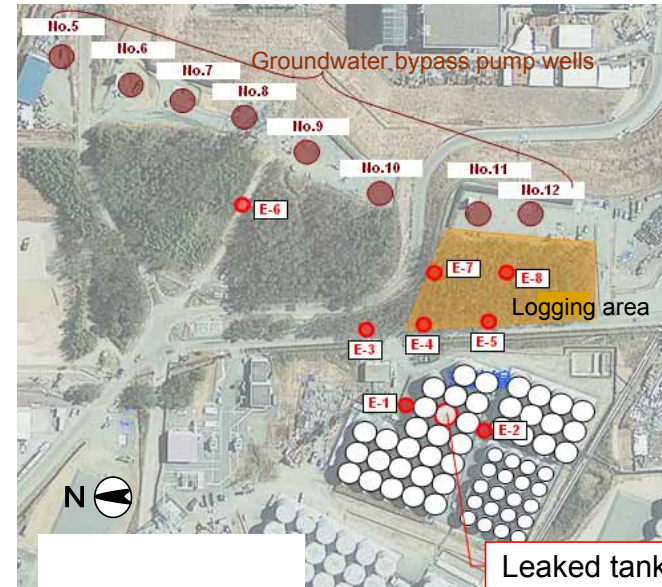 No.5
No.6
No.7
No.8
Groundwater bypass pump wells
No.9
No.10
No.11
No.12
E-6
E-7
E-8
Logging area
E-3
E-4
E-5
E-1
E-2
N
Leaked tank